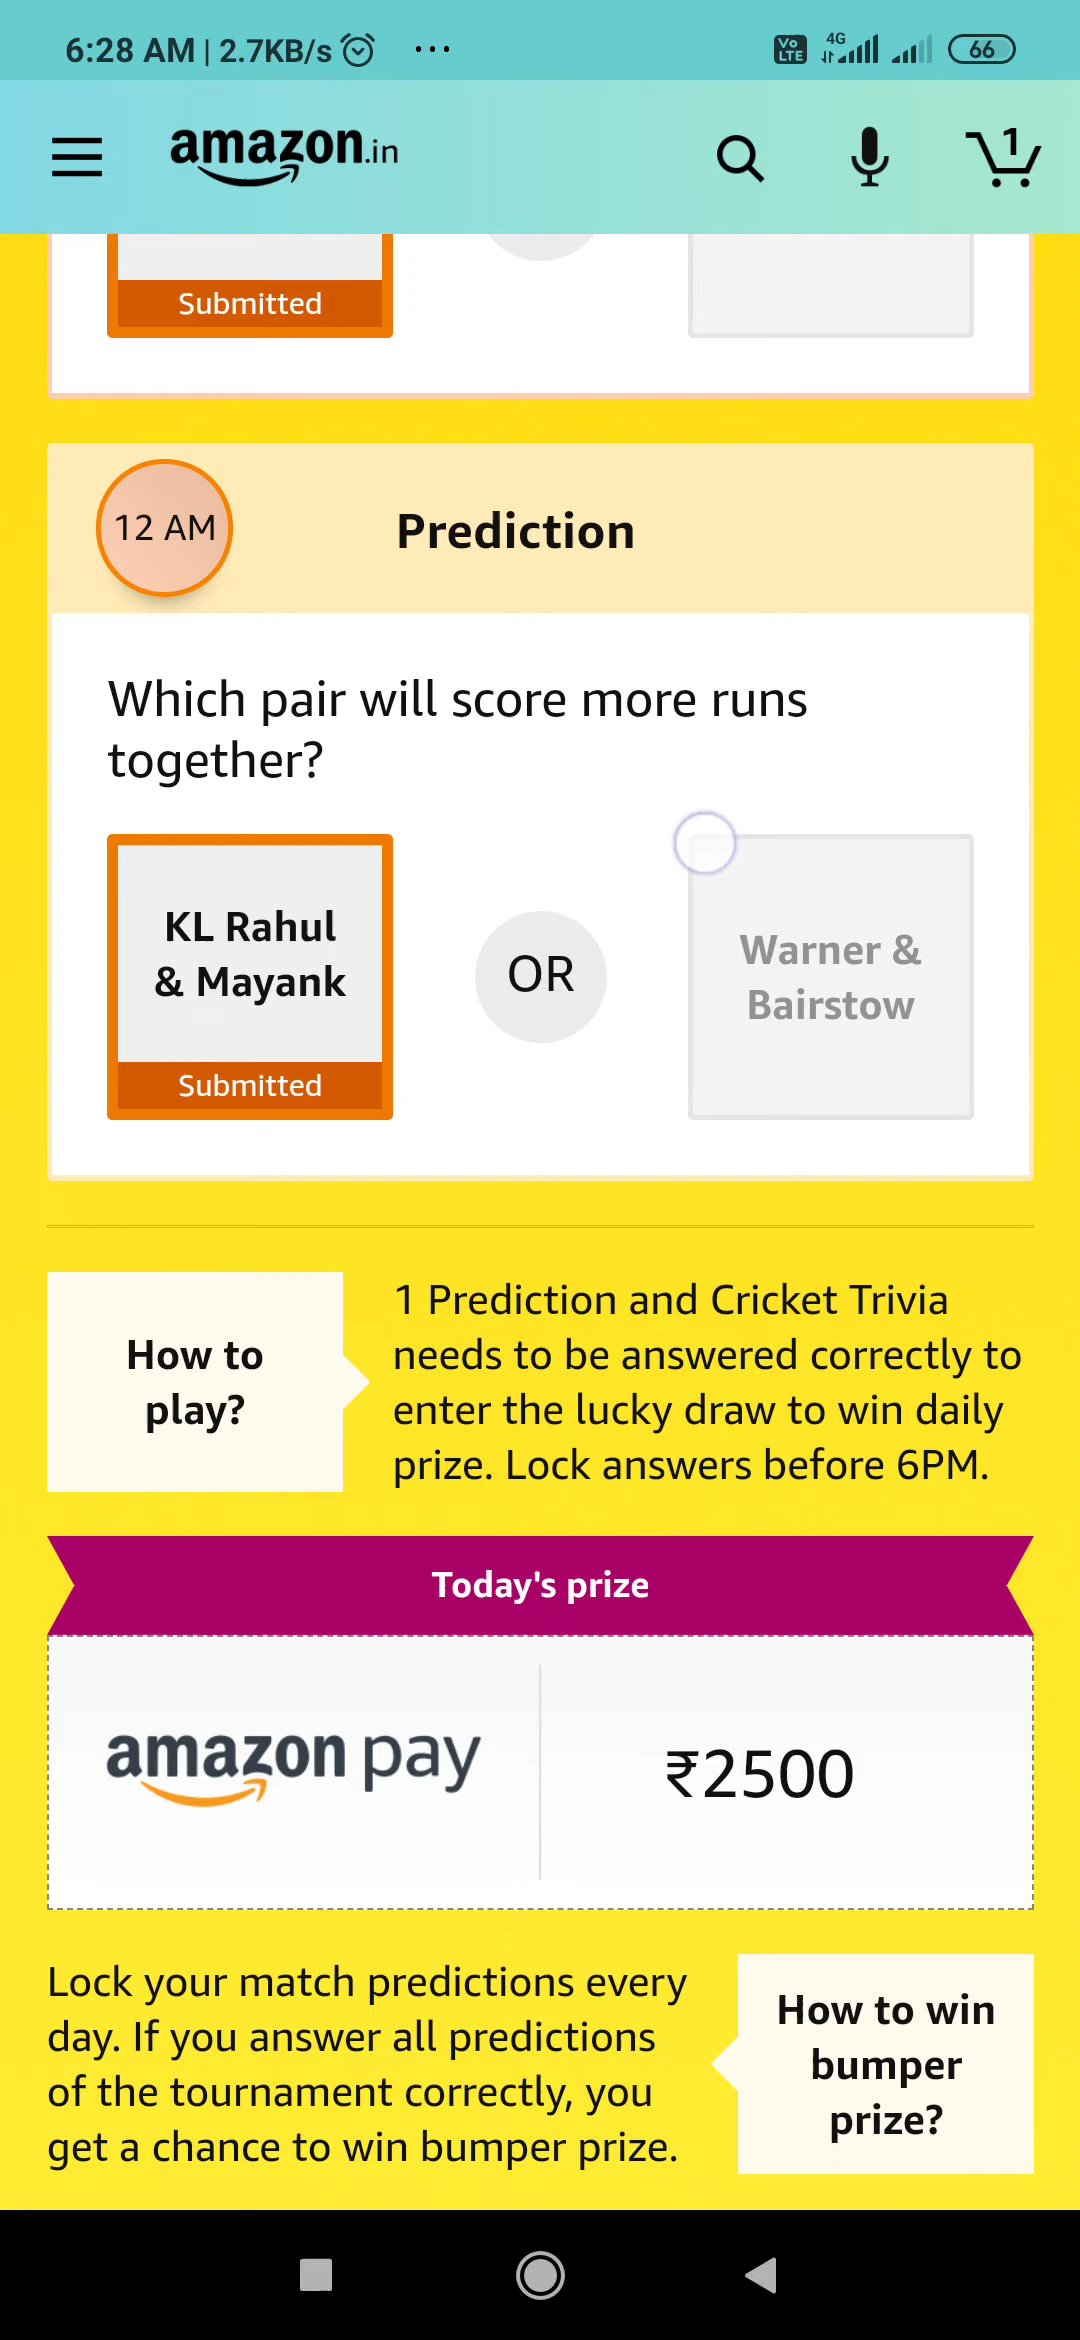 6:28 AM | 2.7KB/s ...
Vo LTE 4G 66
amazon.in
1
Submitted
12 AM
Prediction
Which pair will score more runs
together?
KL Rahul
& Mayank
Submitted
OR
Warner &
Bairstow
How to
play?
1 Prediction and Cricket Trivia
needs to be answered correctly to
enter the lucky draw to win daily
prize. Lock answers before 6PM.
Today's prize
amazon pay
₹2500
Lock your match predictions every
day. If you answer all predictions
of the tournament correctly, you
get a chance to win bumper prize.
How to win
bumper
prize?